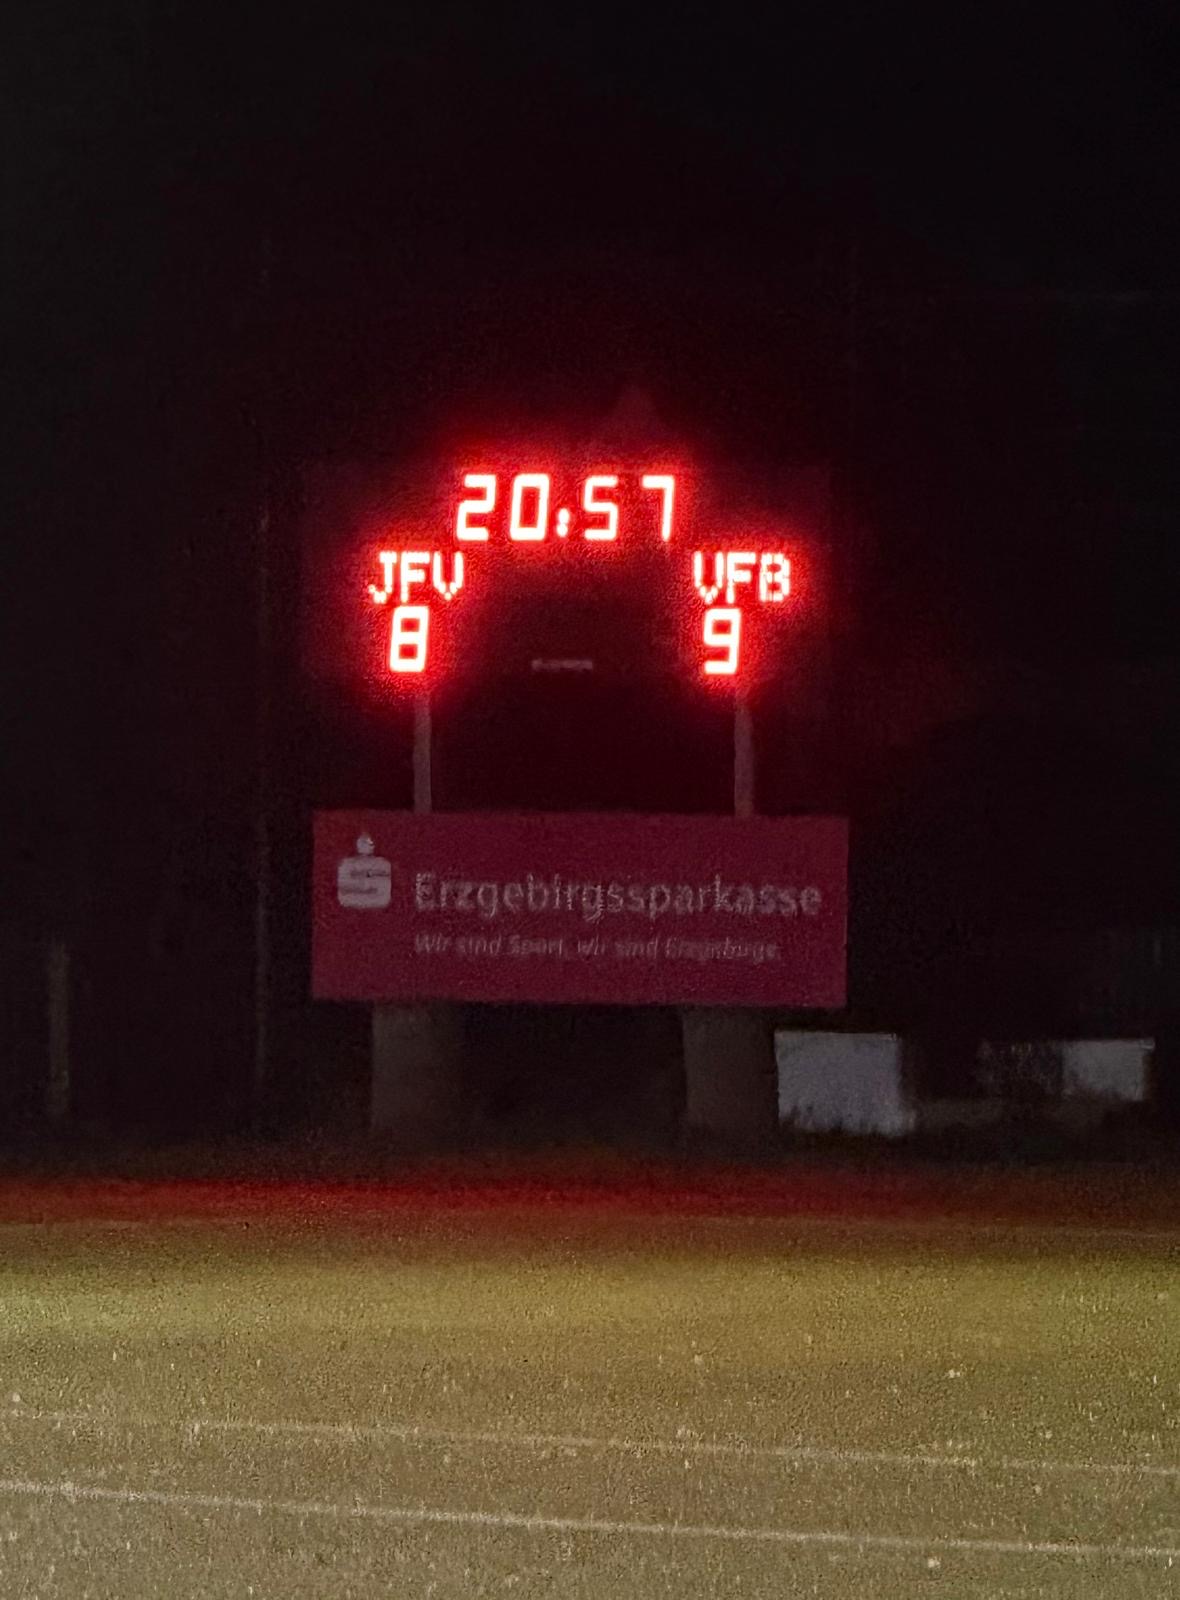 20:57
JFV VFB
8 9
Erzgebirgssparkasse
Wir sind Sport, wir sind Erzgebirge.